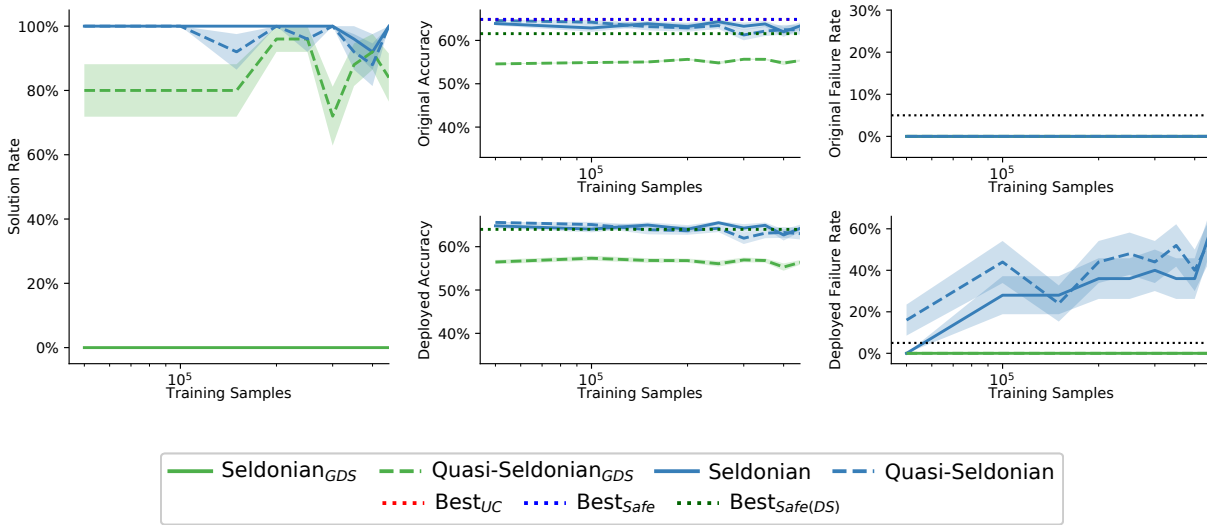 100%
80%
60%
40%
20%
0%
Solution Rate
10^5
Training Samples
60%
40%
Original Accuracy
10^5
Training Samples
30%
20%
10%
0%
Original Failure Rate
10^5
Training Samples
60%
40%
Deployed Accuracy
10^5
Training Samples
60%
40%
20%
0%
Deployed Failure Rate
10^5
Training Samples
Seldonian_GDS Quasi-Seldonian_GDS Seldonian Quasi-Seldonian
Best_UC Best_Safe Best_Safe(DS)